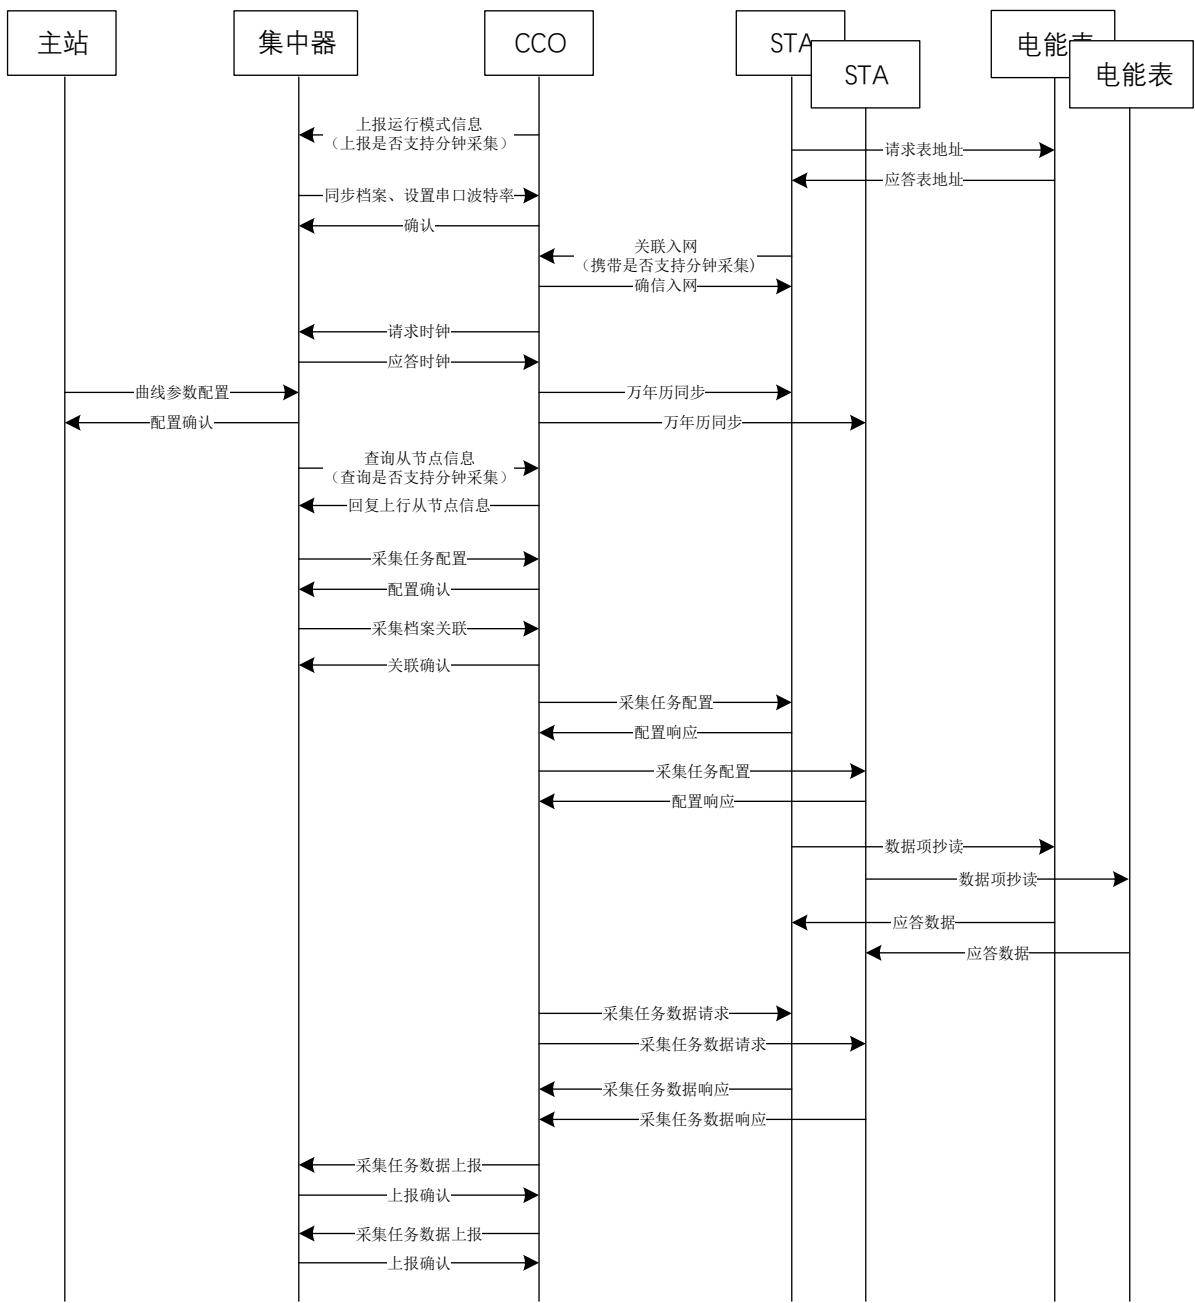 主站
集中器
CCO
STA
STA
电能表
电能表
上报运行模式信息
（上报是否支持分钟采集）
请求表地址
应答表地址
同步档案、设置串口波特率
确认
关联入网
（携带是否支持分钟采集)
确信入网
请求时钟
应答时钟
曲线参数配置
万年历同步
配置确认
万年历同步
查询从节点信息
（查询是否支持分钟采集）
回复上行从节点信息
采集任务配置
配置确认
采集档案关联
关联确认
采集任务配置
配置响应
采集任务配置
配置响应
数据项抄读
数据项抄读
应答数据
应答数据
采集任务数据请求
采集任务数据请求
采集任务数据响应
采集任务数据响应
采集任务数据上报
上报确认
采集任务数据上报
上报确认